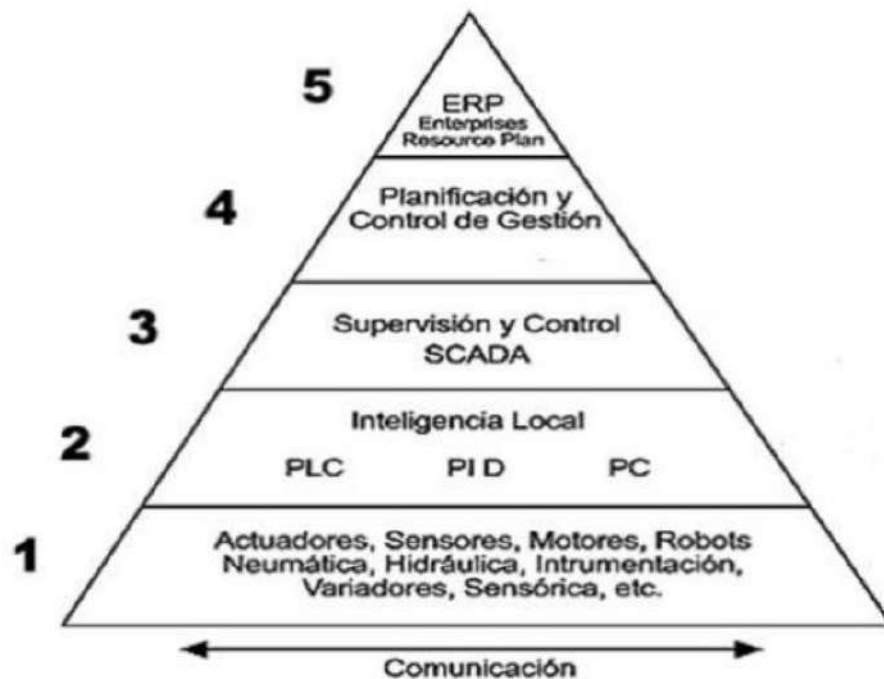 5
ERP
Enterprises
Resource Plan
4
Planificación y
Control de Gestión
3
Supervisión y Control
SCADA
2
Inteligencia Local
PLC PID PC
1
Actuadores, Sensores, Motores, Robots
Neumática, Hidráulica, Intrumentación,
Variadores, Sensórica, etc.
Comunicación